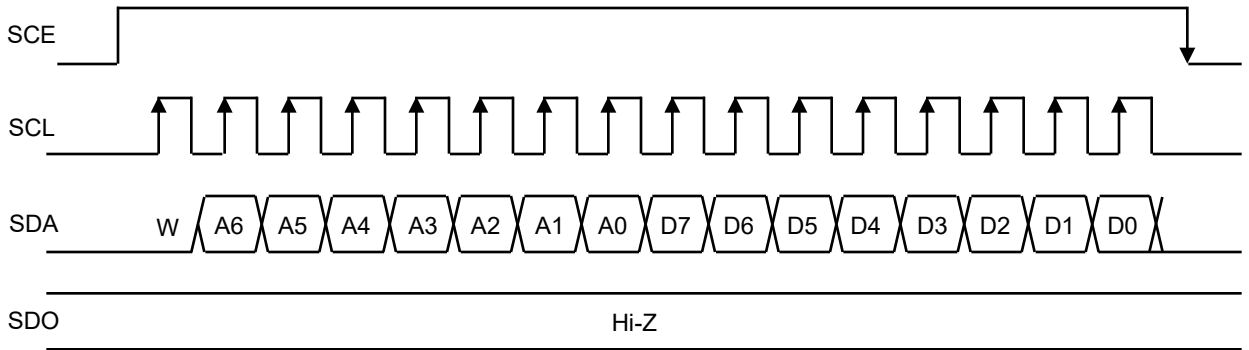 SCE
SCL
SDA W A6 A5 A4 A3 A2 A1 A0 D7 D6 D5 D4 D3 D2 D1 D0
SDO Hi-Z